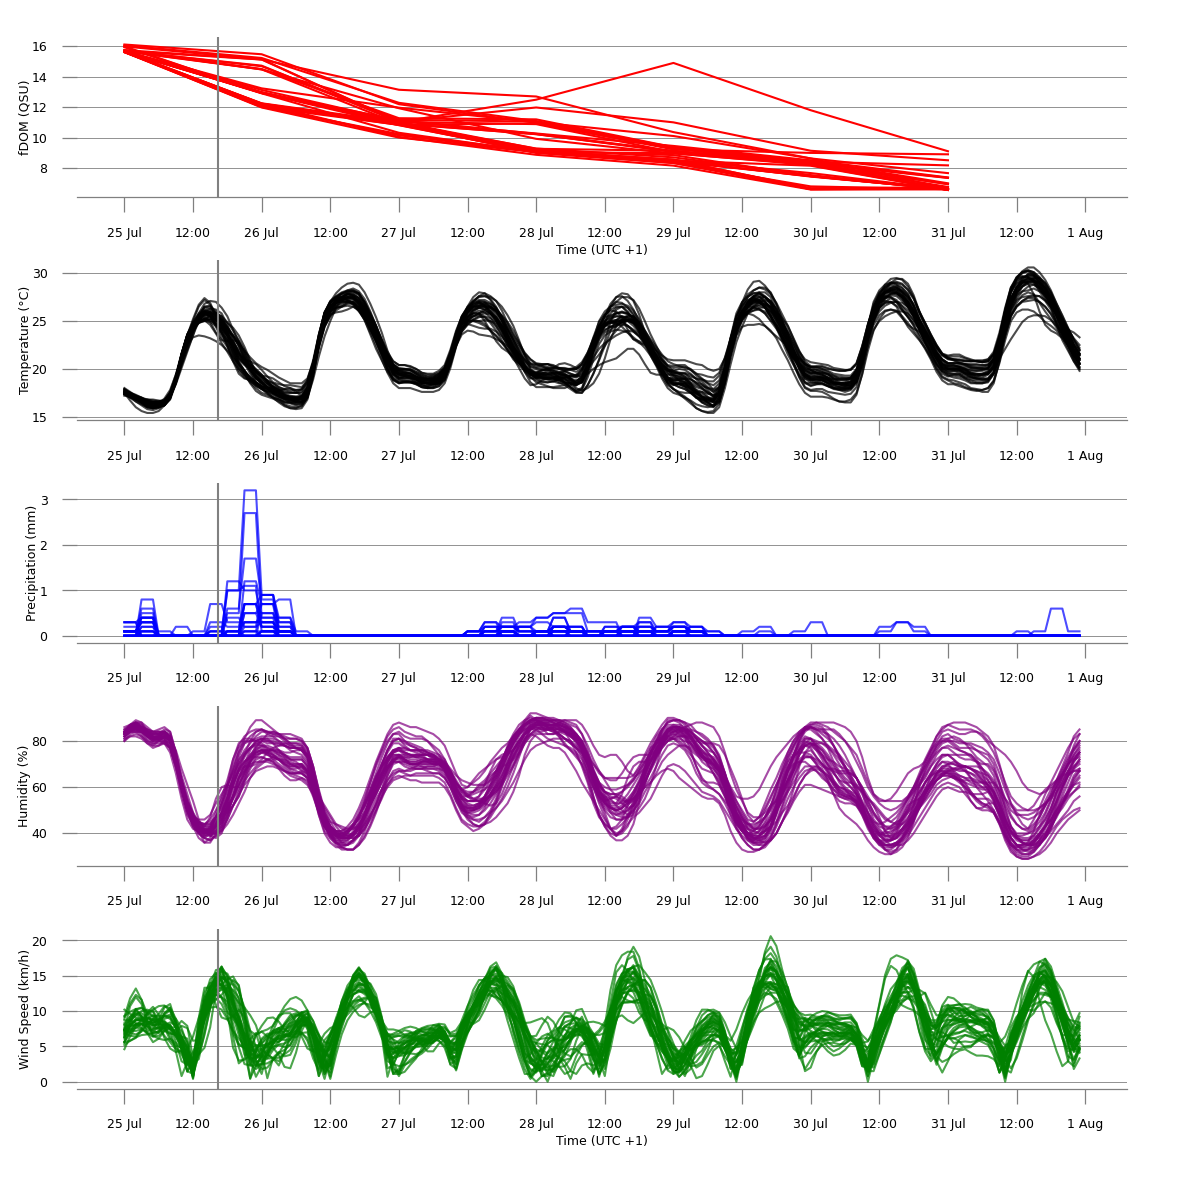 fDOM (QSU)
16
14
12
10
8
25 Jul 12:00 26 Jul 12:00 27 Jul 12:00 28 Jul 12:00 29 Jul 12:00 30 Jul 12:00 31 Jul 12:00 1 Aug
Time (UTC +1)
Temperature (°C)
30
25
20
15
25 Jul 12:00 26 Jul 12:00 27 Jul 12:00 28 Jul 12:00 29 Jul 12:00 30 Jul 12:00 31 Jul 12:00 1 Aug
Precipitation (mm)
3
2
1
0
25 Jul 12:00 26 Jul 12:00 27 Jul 12:00 28 Jul 12:00 29 Jul 12:00 30 Jul 12:00 31 Jul 12:00 1 Aug
Humidity (%)
80
60
40
25 Jul 12:00 26 Jul 12:00 27 Jul 12:00 28 Jul 12:00 29 Jul 12:00 30 Jul 12:00 31 Jul 12:00 1 Aug
Wind Speed (km/h)
20
15
10
5
0
25 Jul 12:00 26 Jul 12:00 27 Jul 12:00 28 Jul 12:00 29 Jul 12:00 30 Jul 12:00 31 Jul 12:00 1 Aug
Time (UTC +1)